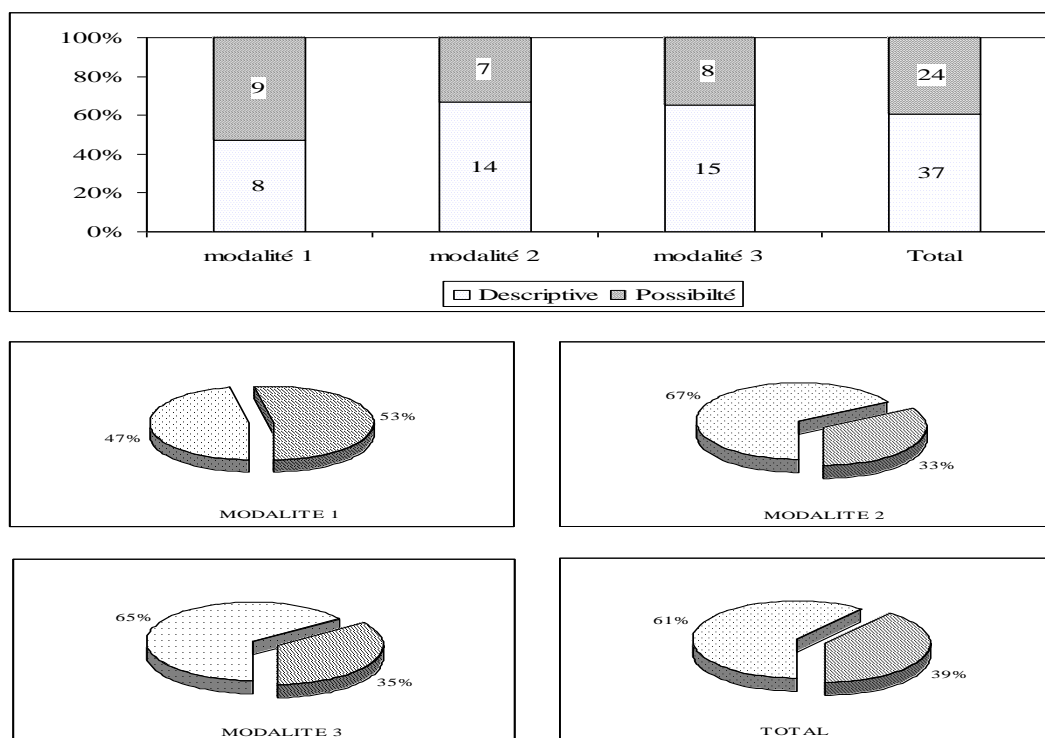 100%
80%
60%
40%
20%
0%
9
7
8
24
8
14
15
37
modalité 1
modalité 2
modalité 3
Total
Descriptive
Possibilté
47%
53%
MODALITE 1
67%
33%
MODALITE 2
65%
35%
MODALITE 3
61%
39%
TOTAL